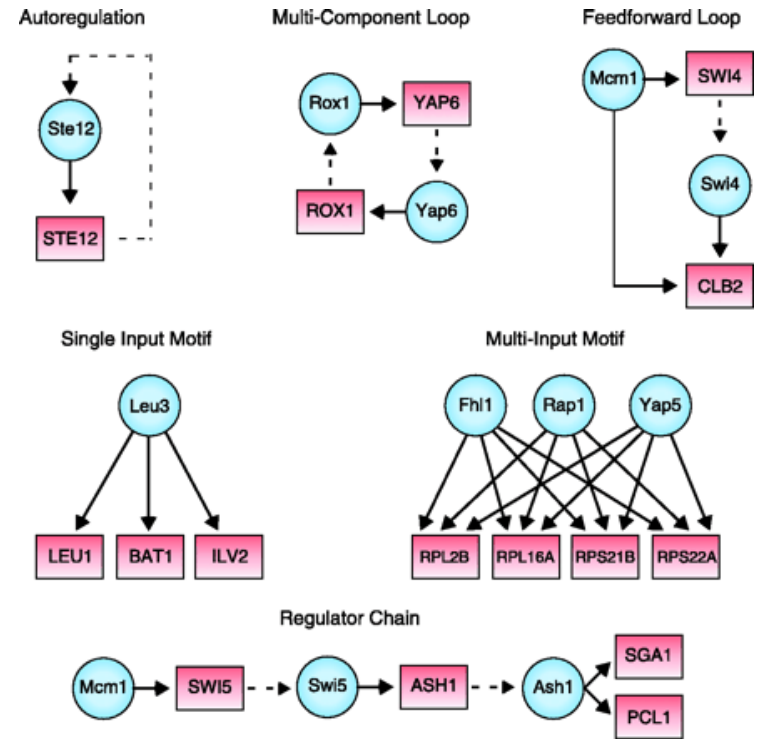 Autoregulation
Multi-Component Loop
Feedforward Loop
Ste12
STE12
Rox1
YAP6
ROX1
Yap6
Mcm1
SWI4
Swi4
CLB2
Single Input Motif
Multi-Input Motif
Leu3
LEU1
BAT1
ILV2
Fhl1
Rap1
Yap5
RPL2B
RPL16A
RPS21B
RPS22A
Regulator Chain
Mcm1
SWI5
Swi5
ASH1
Ash1
SGA1
PCL1